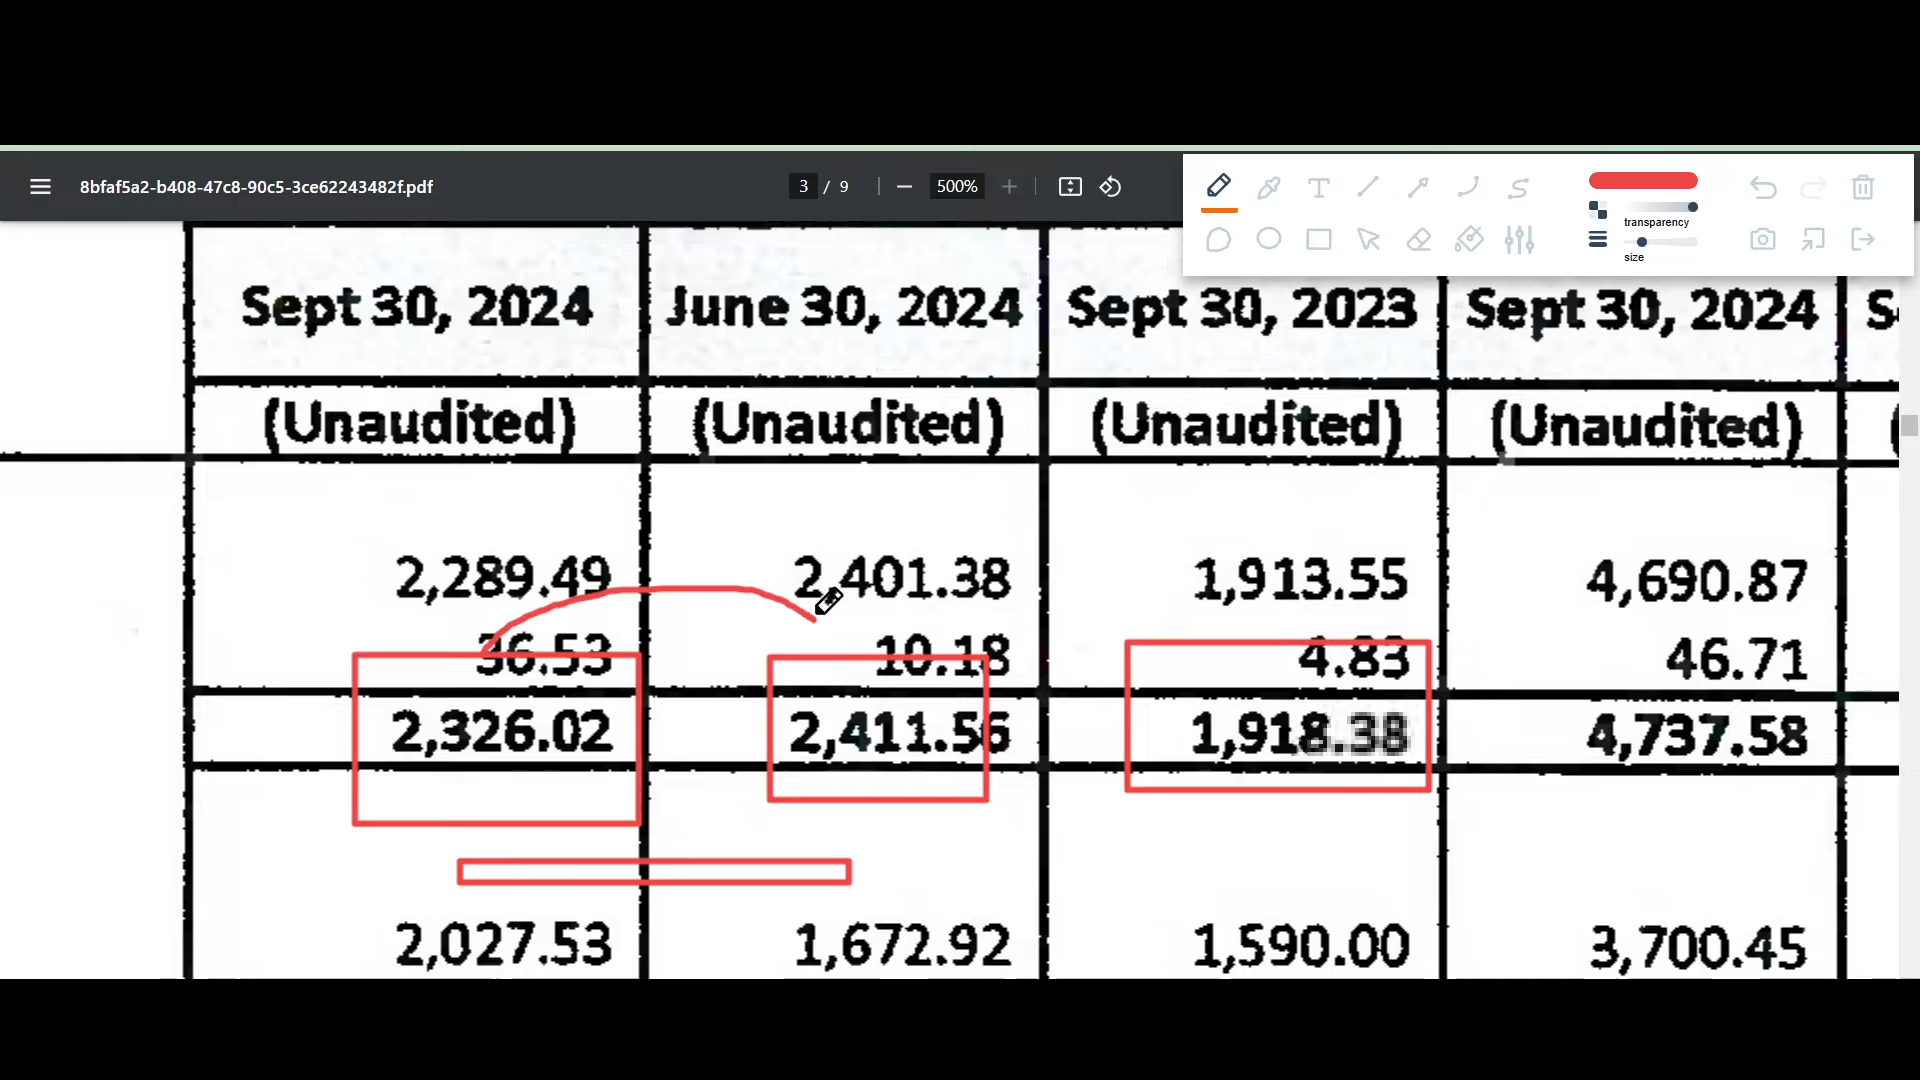 8bfaf5a2-b408-47c8-90c5-3ce62243482f.pdf
3 / 9
500%
transparency
size
Sept 30, 2024 June 30, 2024 Sept 30, 2023 Sept 30, 2024 S
(Unaudited) (Unaudited) (Unaudited) (Unaudited) (
2,289.49 2,401.38 1,913.55 4,690.87
36.53 10.18 4.83 46.71
2,326.02 2,411.56 1,918.38 4,737.58
2,027.53 1,672.92 1,590.00 3,700.45